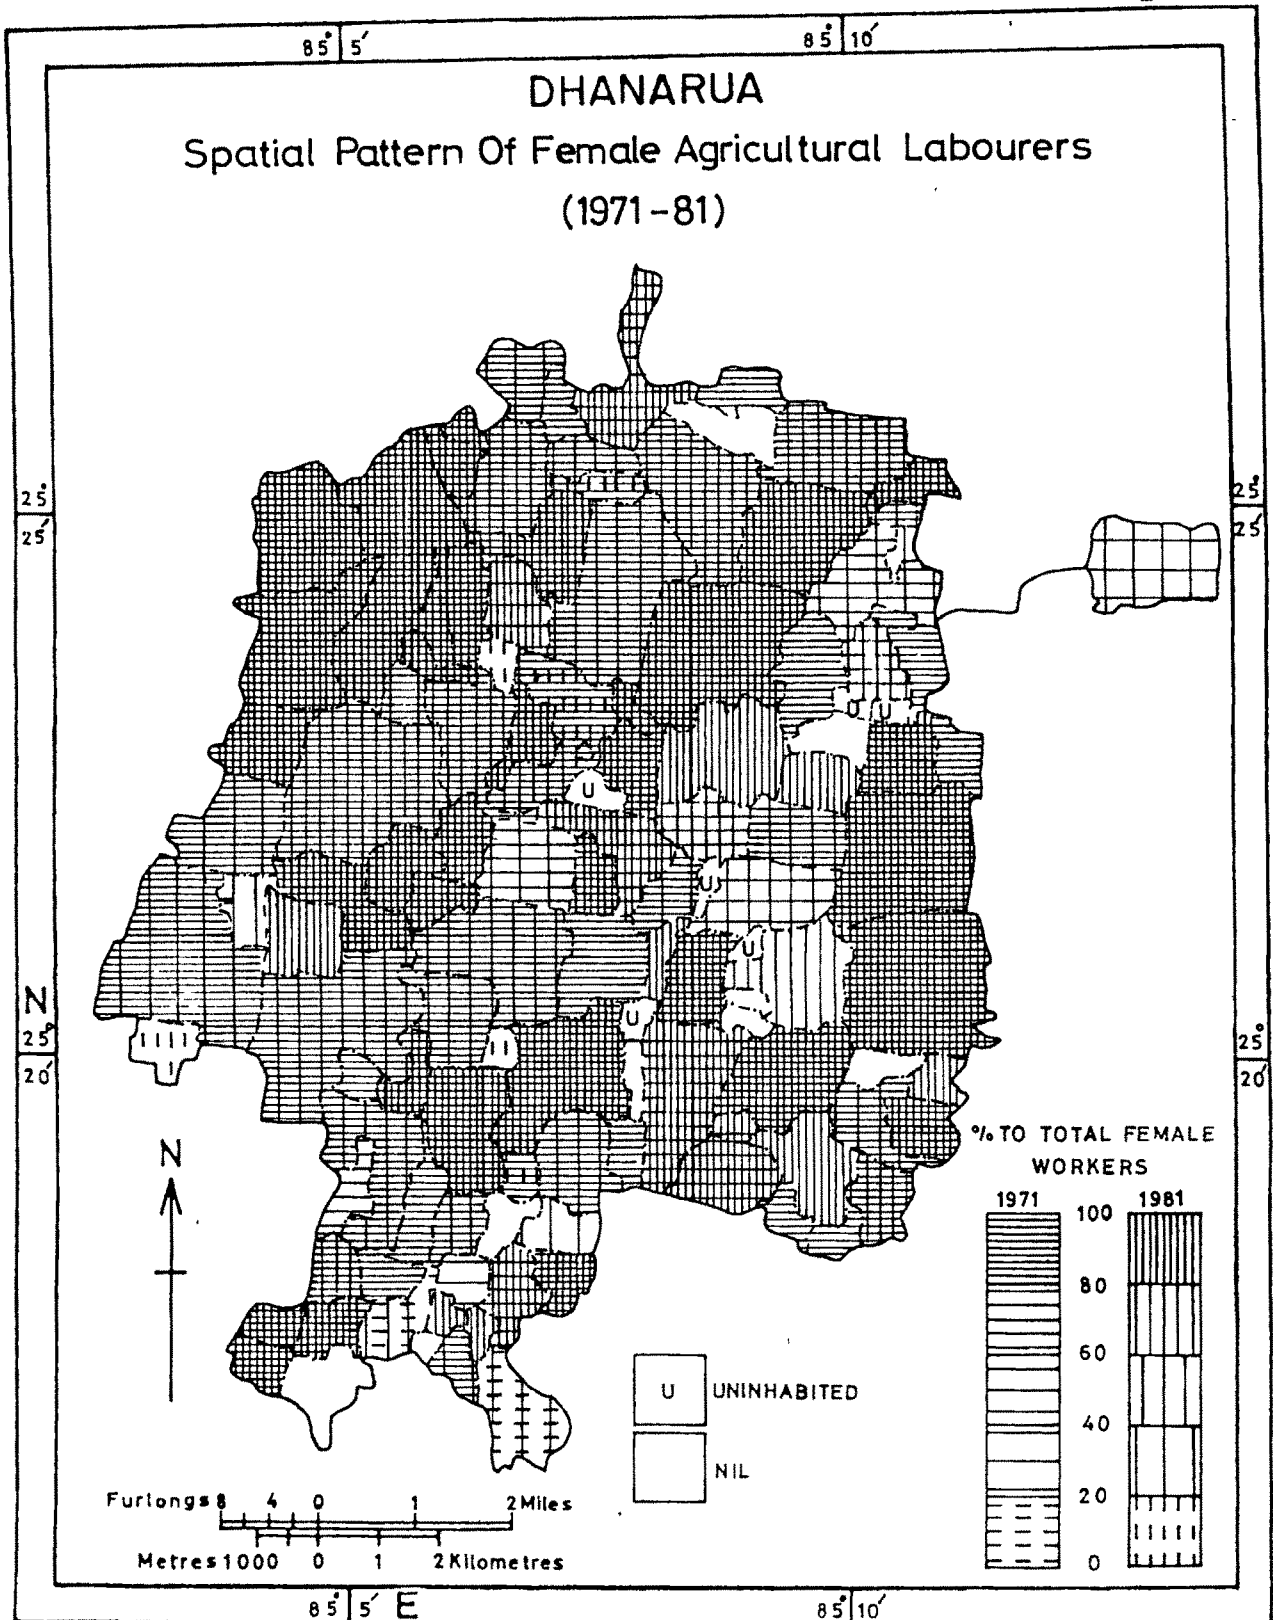 85° 5′
85° 10′
DHANARUA
Spatial Pattern Of Female Agricultural Labourers
(1971-81)
25°
25′
25°
25′
U
U
U
U
U
U
N
25°
20′
25°
20′
N
% TO TOTAL FEMALE
WORKERS
1971
1981
100
80
60
40
20
0
U
UNINHABITED
NIL
Furlongs 8 4 0 1 2 Miles
Metres 1000 0 1 2 Kilometres
85° 5′
E
85° 10′